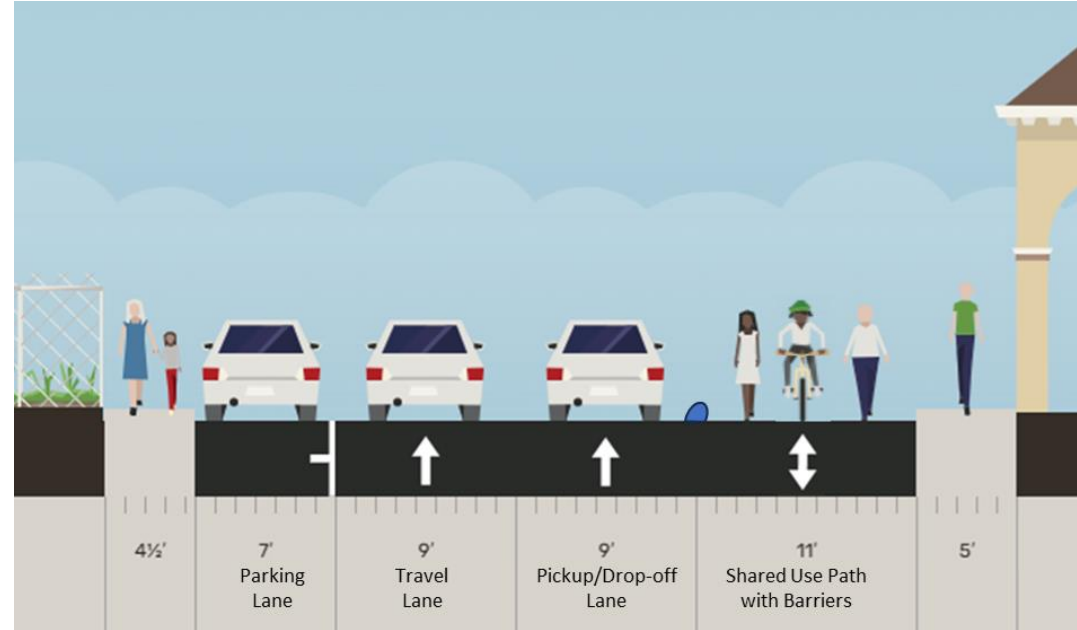 4½′
7′
Parking
Lane
9′
Travel
Lane
9′
Pickup/Drop-off
Lane
11′
Shared Use Path
with Barriers
5′